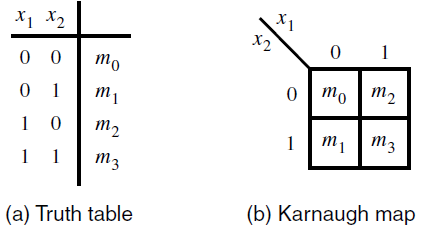 x1 x2
0 0 m0
0 1 m1
1 0 m2
1 1 m3
(a) Truth table
x1
x2
0 1
0 m0 m2
1 m1 m3
(b) Karnaugh map